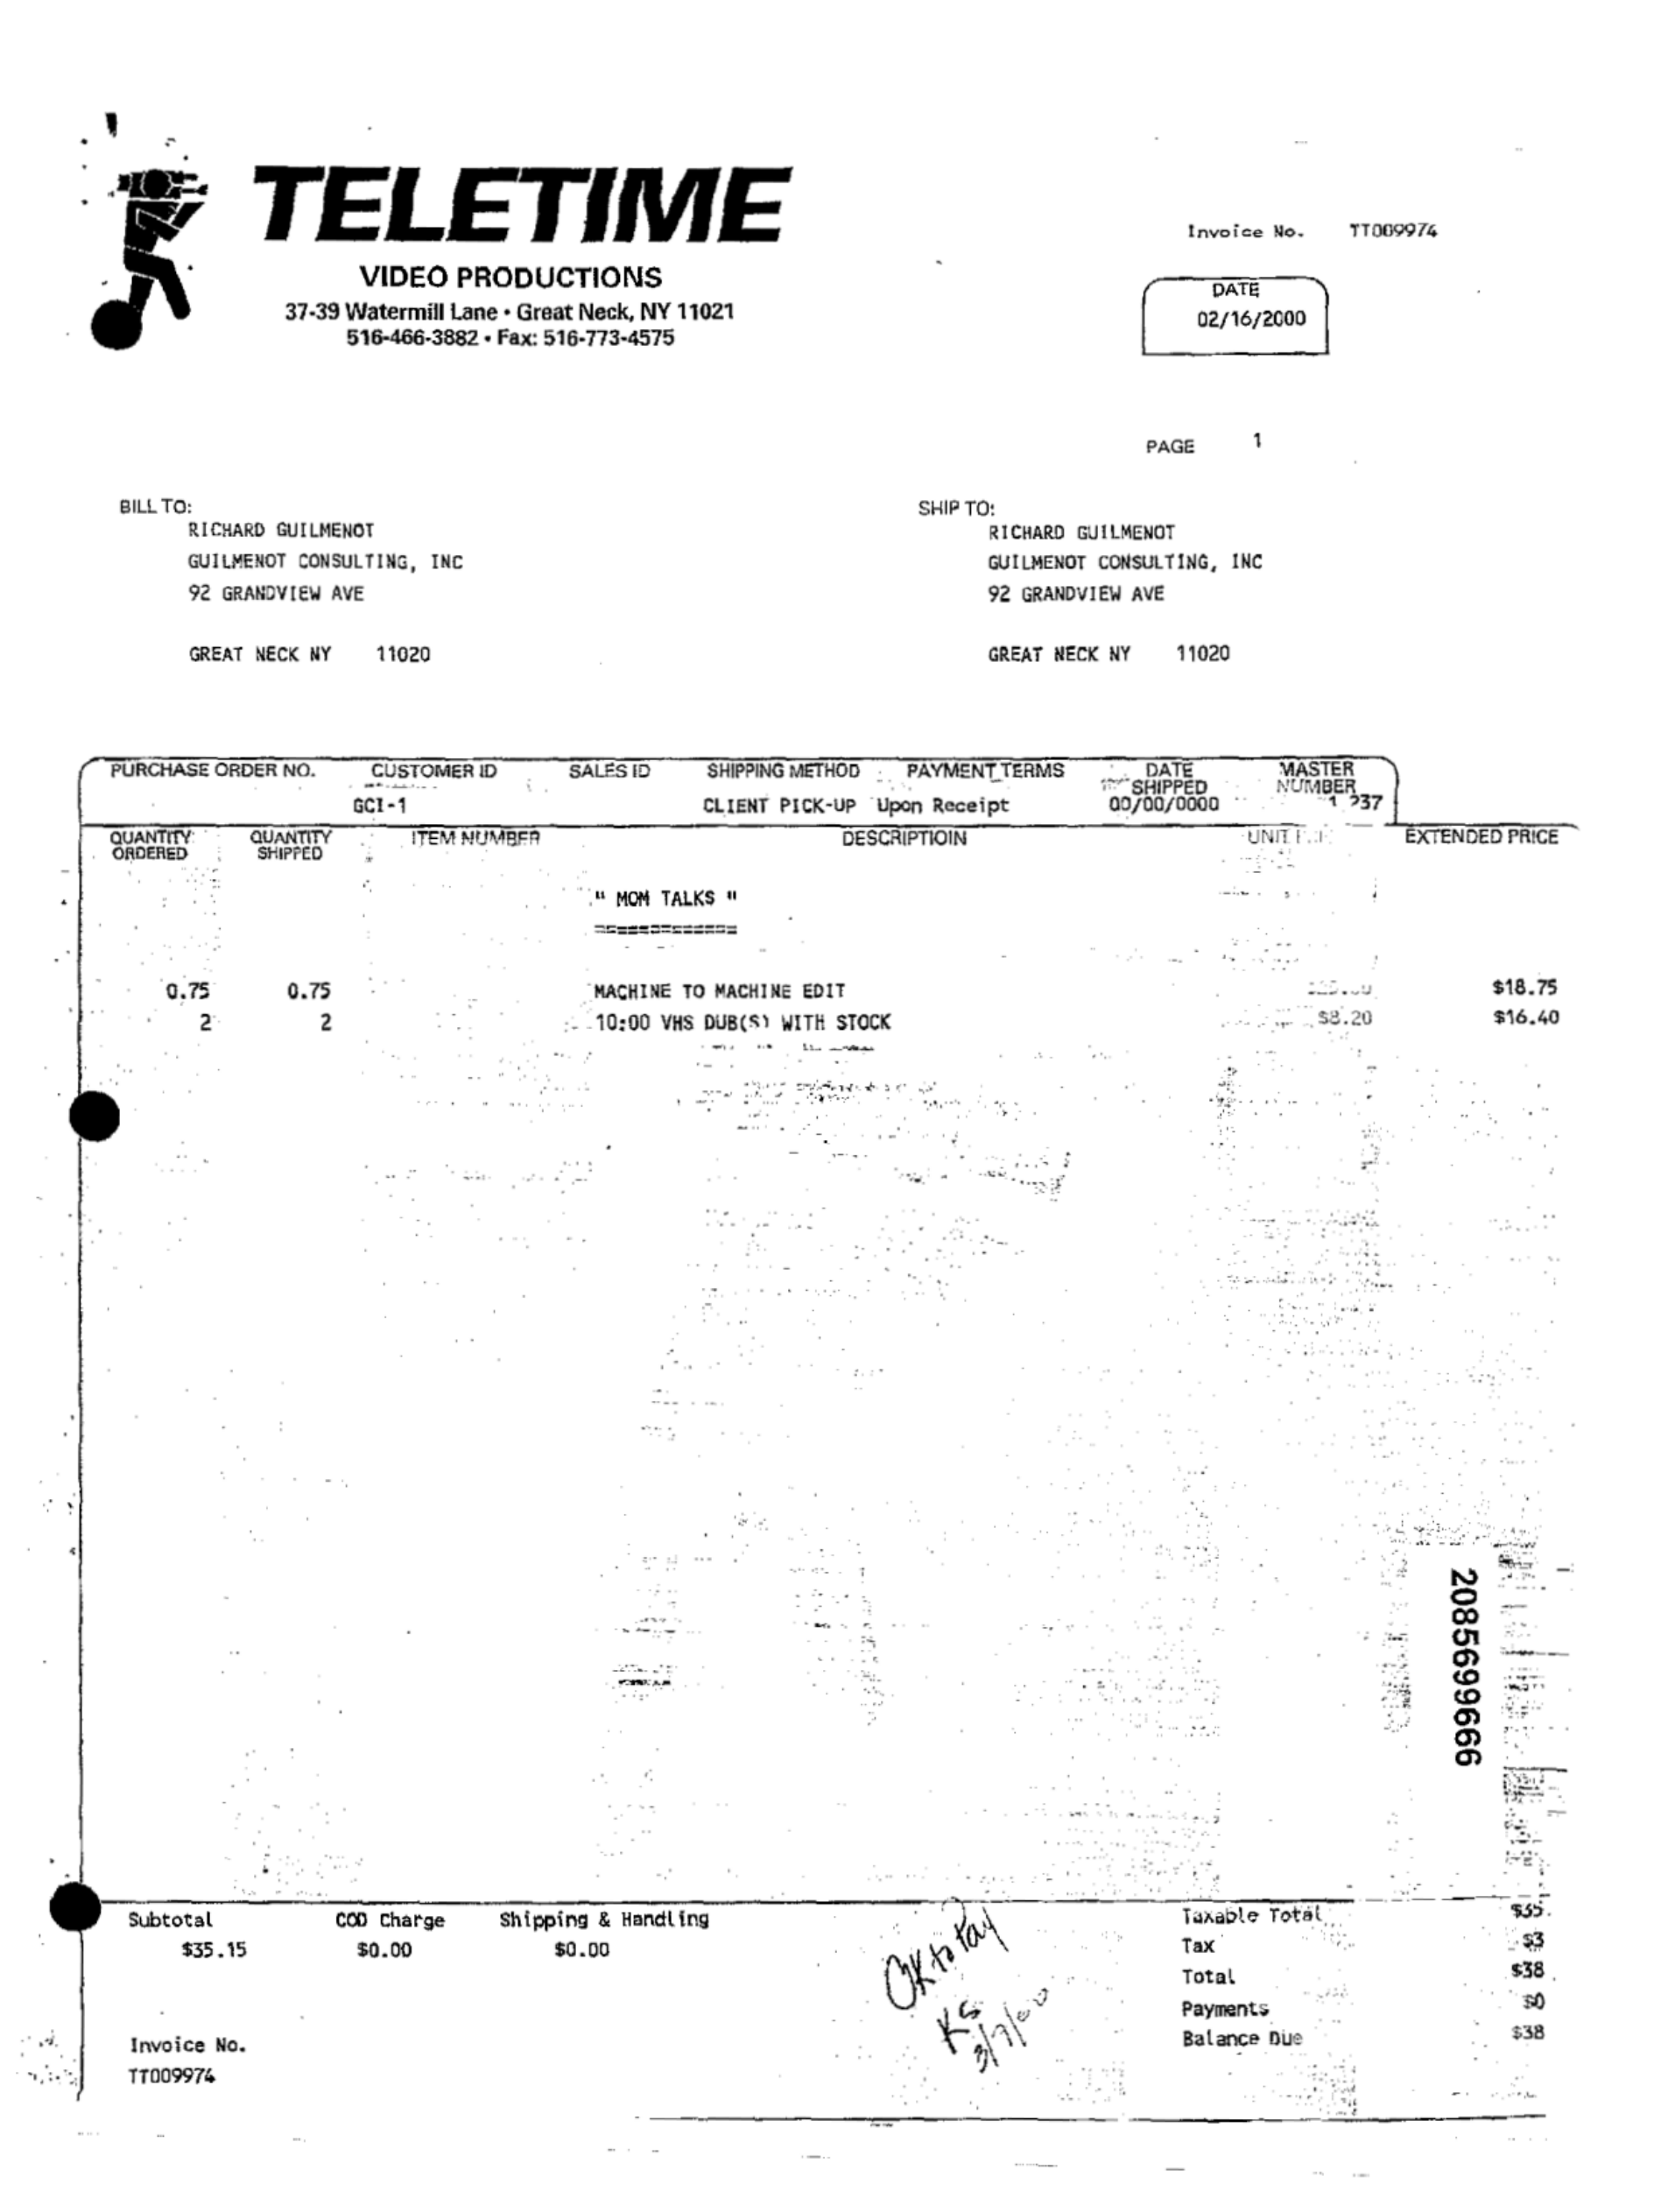 TELETIME
VIDEO PRODUCTIONS
37-39 Watermill Lane • Great Neck, NY 11021
516-466-3882 • Fax: 516-773-4575
Invoice No. TT009974
DATE
02/16/2000
PAGE 1
BILL TO:
RICHARD GUILMENOT
GUILMENOT CONSULTING, INC
92 GRANDVIEW AVE
GREAT NECK NY 11020
SHIP TO:
RICHARD GUILMENOT
GUILMENOT CONSULTING, INC
92 GRANDVIEW AVE
GREAT NECK NY 11020
PURCHASE ORDER NO. CUSTOMER ID SALES ID SHIPPING METHOD PAYMENT TERMS DATE SHIPPED MASTER NUMBER
GCI-1 CLIENT PICK-UP Upon Receipt 00/00/0000
QUANTITY ORDERED QUANTITY SHIPPED ITEM NUMBER DESCRIPTIOIN UNIT EXTENDED PRICE
" MOM TALKS "
=============
0.75 0.75 MACHINE TO MACHINE EDIT $18.75
2 2 10:00 VHS DUB(S) WITH STOCK $8.20 $16.40
2085699666
Subtotal COD Charge Shipping & Handling
$35.15 $0.00 $0.00
OK to Pay
KS
3/7/00
Taxable Total $35.
Tax $3
Total $38
Payments $0
Balance Due $38
Invoice No.
TT009974